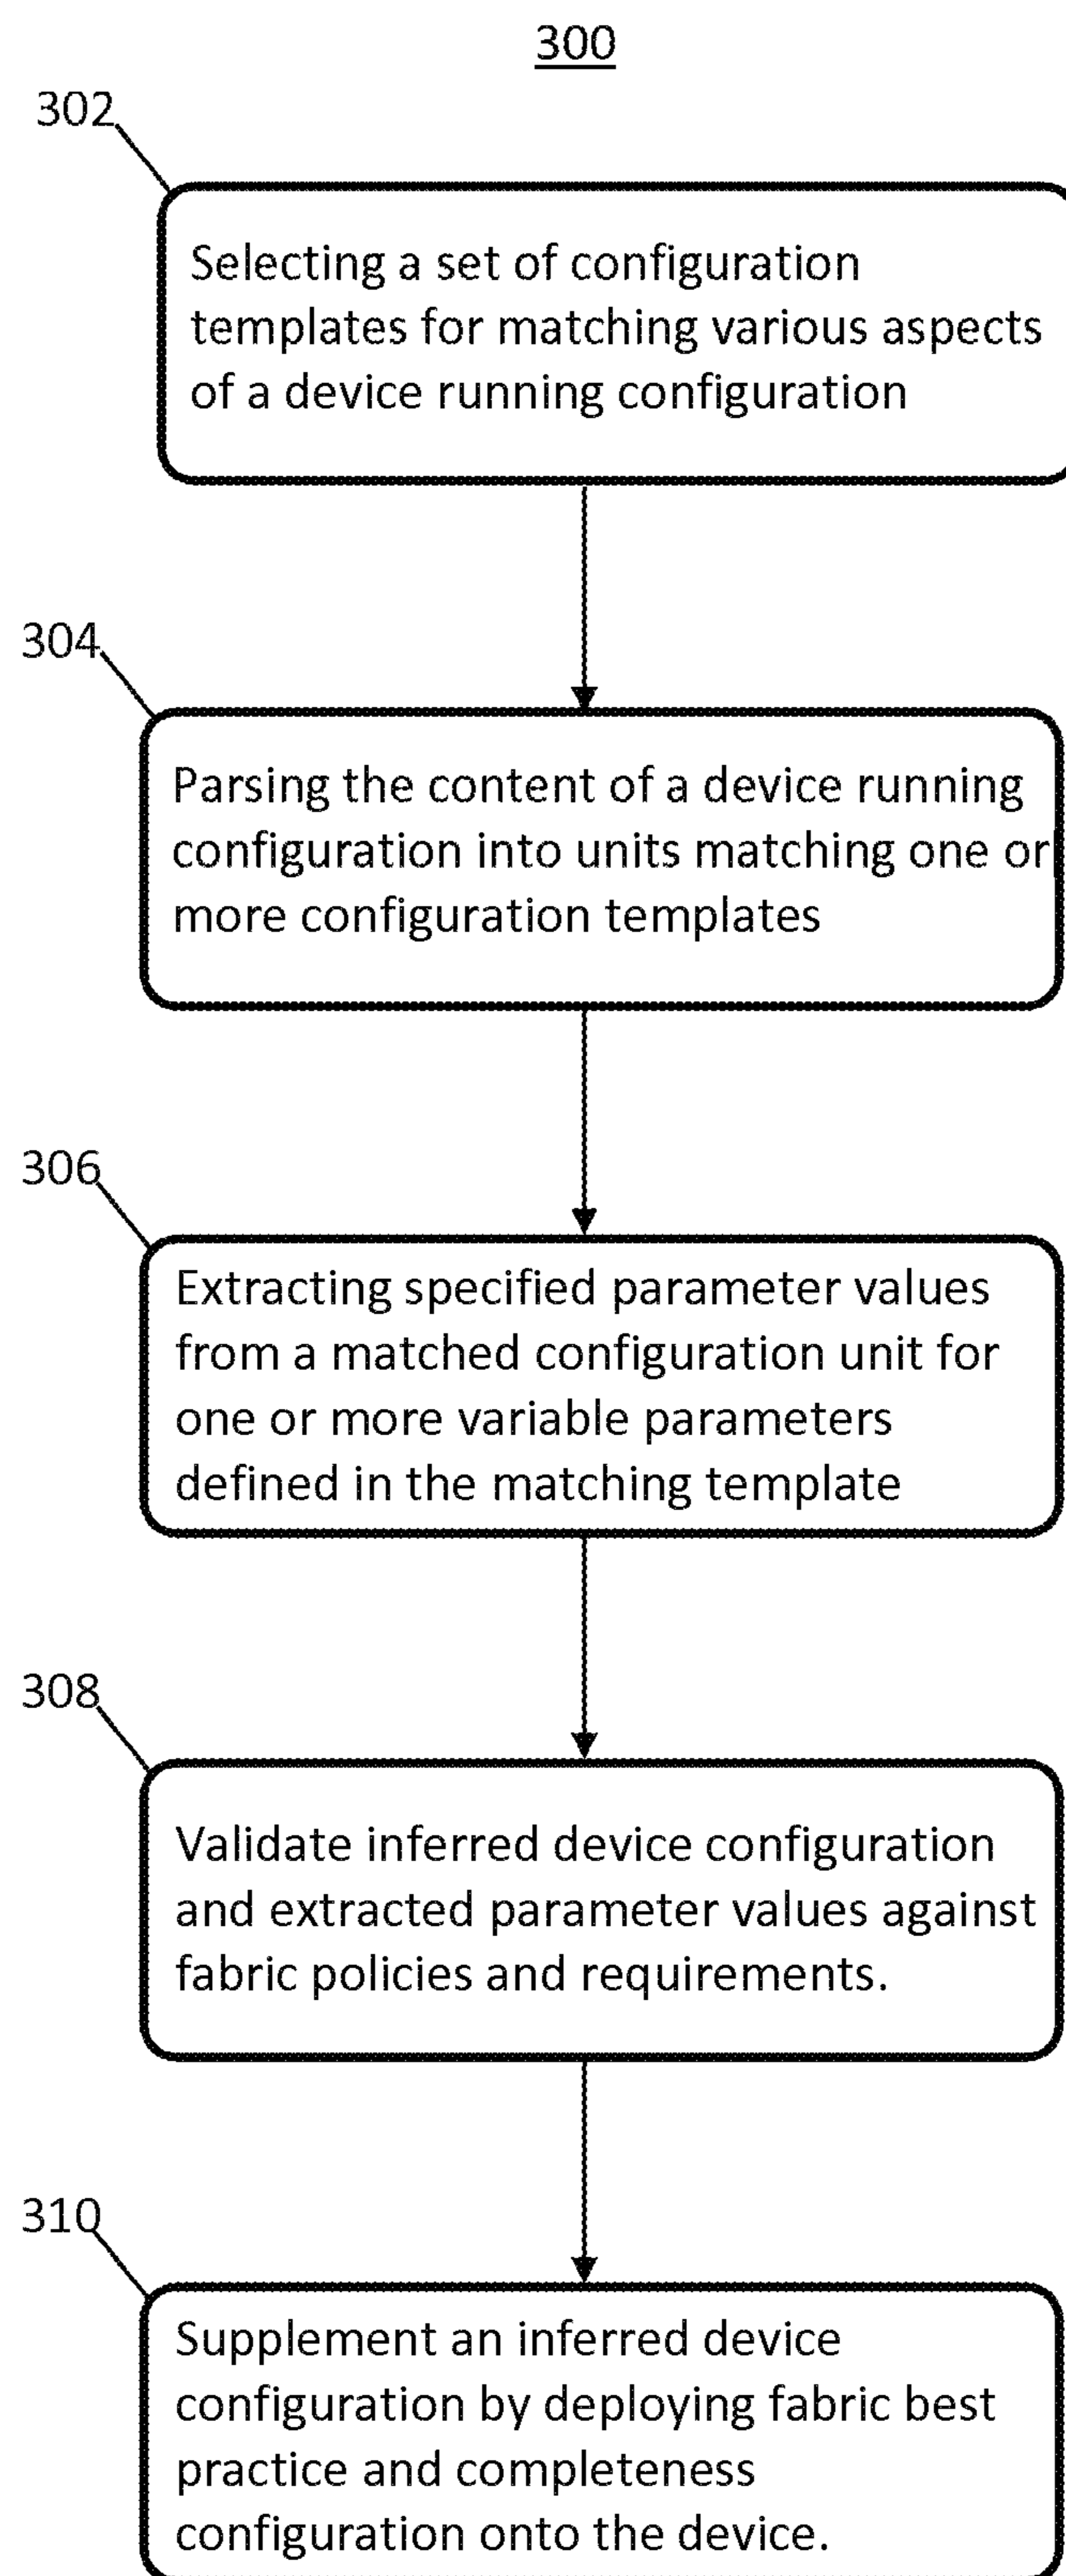 300
302
Selecting a set of configuration
templates for matching various aspects
of a device running configuration
304
Parsing the content of a device running
configuration into units matching one or
more configuration templates
306
Extracting specified parameter values
from a matched configuration unit for
one or more variable parameters
defined in the matching template
308
Validate inferred device configuration
and extracted parameter values against
fabric policies and requirements.
310
Supplement an inferred device
configuration by deploying fabric best
practice and completeness
configuration onto the device.